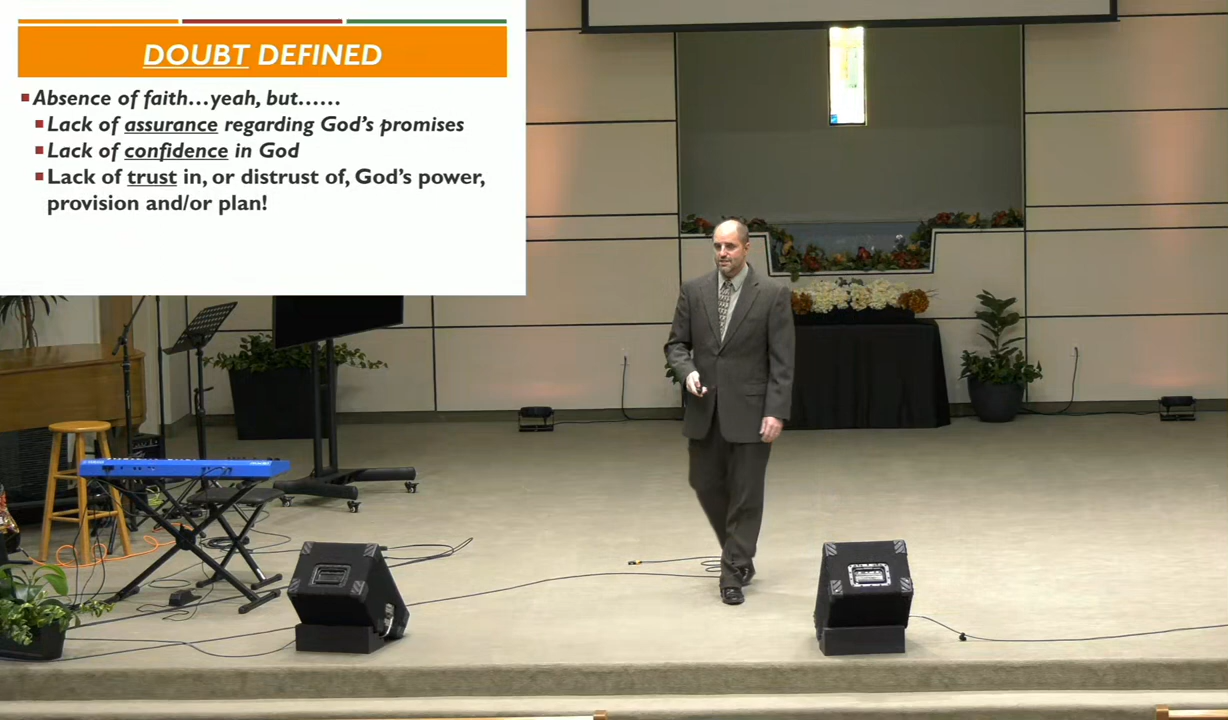 DOUBT DEFINED
Absence of faith…yeah, but……
Lack of assurance regarding God's promises
Lack of confidence in God
Lack of trust in, or distrust of, God's power,
provision and/or plan!